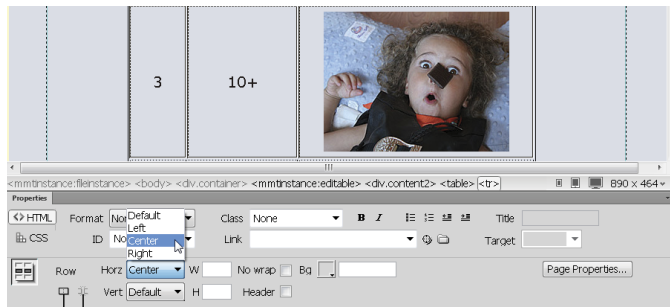 3 10+
<mmtinstance:fileinstance> <body> <div.container> <mmtinstance:editable> <div.content2> <table> <tr> 890 x 464
Properties
<> HTML Format Class None B I Title
CSS ID Link Target
Default
Left
Center
Right
Row Horz Center W No wrap Bg Page Properties...
Vert Default H Header